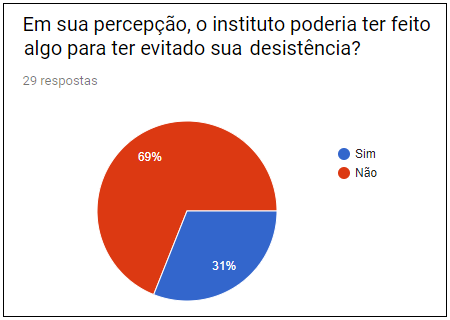 Em sua percepção, o instituto poderia ter feito
algo para ter evitado sua desistência?
29 respostas
69%
31%
Sim
Não